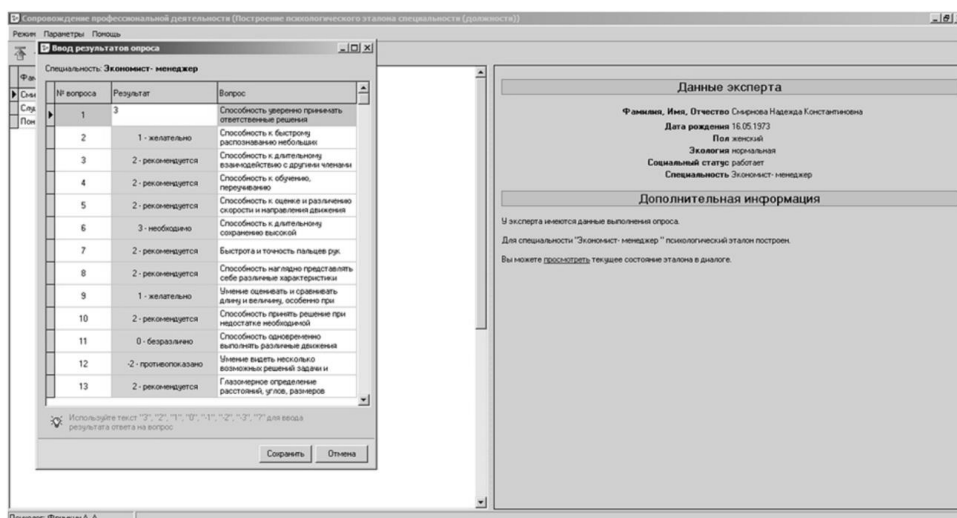 Сопровождение профессиональной деятельности (Построение психологического эталона специальности (должности))
Режим Параметры Помощь
Ввод результатов опроса
Специальность: Экономист- менеджер
№ вопроса Результат Вопрос
1 3 Способность уверенно принимать ответственные решения
2 1 - желательно Способность к быстрому распознаванию небольших
3 2 - рекомендуется Способность к длительному взаимодействию с другими членами
4 2 - рекомендуется Способность к обучению, переучиванию
5 2 - рекомендуется Способность к оценке и различению скорости и направления движения
6 3 - необходимо Способность к длительному сохранению высокой
7 2 - рекомендуется Быстрота и точность пальцев рук.
8 2 - рекомендуется Способность наглядно представлять себе различные характеристики
9 1 - желательно Умение оценивать и сравнивать длину и величину, особенно при
10 2 - рекомендуется Способность принять решение при недостатке необходимой
11 0 - безразлично Способность одновременно выполнять различные движения
12 -2 - противопоказано Умение видеть несколько возможных решений задачи и
13 2 - рекомендуется Глазомерное определение расстояний, углов, размеров
Используйте текст "3", "2", "1", "0", "-1", "-2", "-3", "?" для ввода
результата ответа на вопрос
Сохранить Отмена
Данные эксперта
Фамилия, Имя, Отчество Смирнова Надежда Константиновна
Дата рождения 16.05.1973
Пол женский
Экология нормальная
Социальный статус работает
Специальность Экономист- менеджер
Дополнительная информация
У эксперта имеются данные выполнения опроса.
Для специальности "Экономист- менеджер " психологический эталон построен.
Вы можете просмотреть текущее состояние эталона в диалоге.